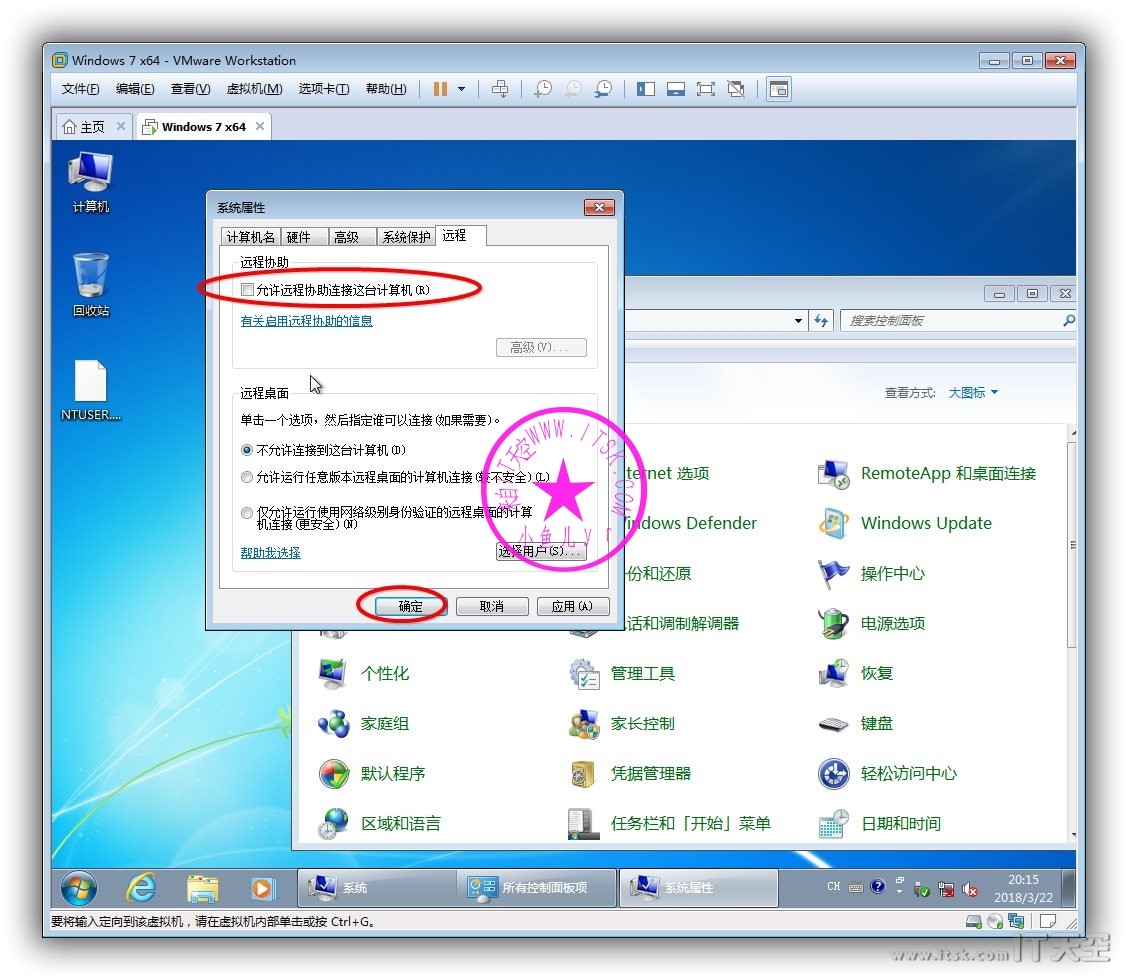 Windows 7 x64 - VMware Workstation
文件(F) 编辑(E) 查看(V) 虚拟机(M) 选项卡(T) 帮助(H)
主页 Windows 7 x64
计算机
回收站
NTUSER....
系统属性
计算机名 硬件 高级 系统保护 远程
远程协助
允许远程协助连接这台计算机(R)
有关启用远程协助的信息
高级(V)...
远程桌面
单击一个选项，然后指定谁可以连接(如果需要)。
不允许连接到这台计算机(D)
允许运行任意版本远程桌面的计算机连接(较不安全)(L)
仅允许运行使用网络级别身份验证的远程桌面的计算
机连接(更安全)(N)
帮助我选择
选择用户(S)...
确定 取消 应用(A)
搜索控制面板
查看方式: 大图标
ternet 选项
RemoteApp 和桌面连接
indows Defender
Windows Update
份和还原
操作中心
话和调制解调器
电源选项
个性化
管理工具
恢复
家庭组
家长控制
键盘
默认程序
凭据管理器
轻松访问中心
区域和语言
任务栏和「开始」菜单
日期和时间
WWW.ITSK.COM
小鱼儿yr
系统
所有控制面板项
系统属性
CH
20:15
2018/3/22
要将输入定向到该虚拟机，请在虚拟机内部单击或按 Ctrl+G。
www.itsk.com IT天空